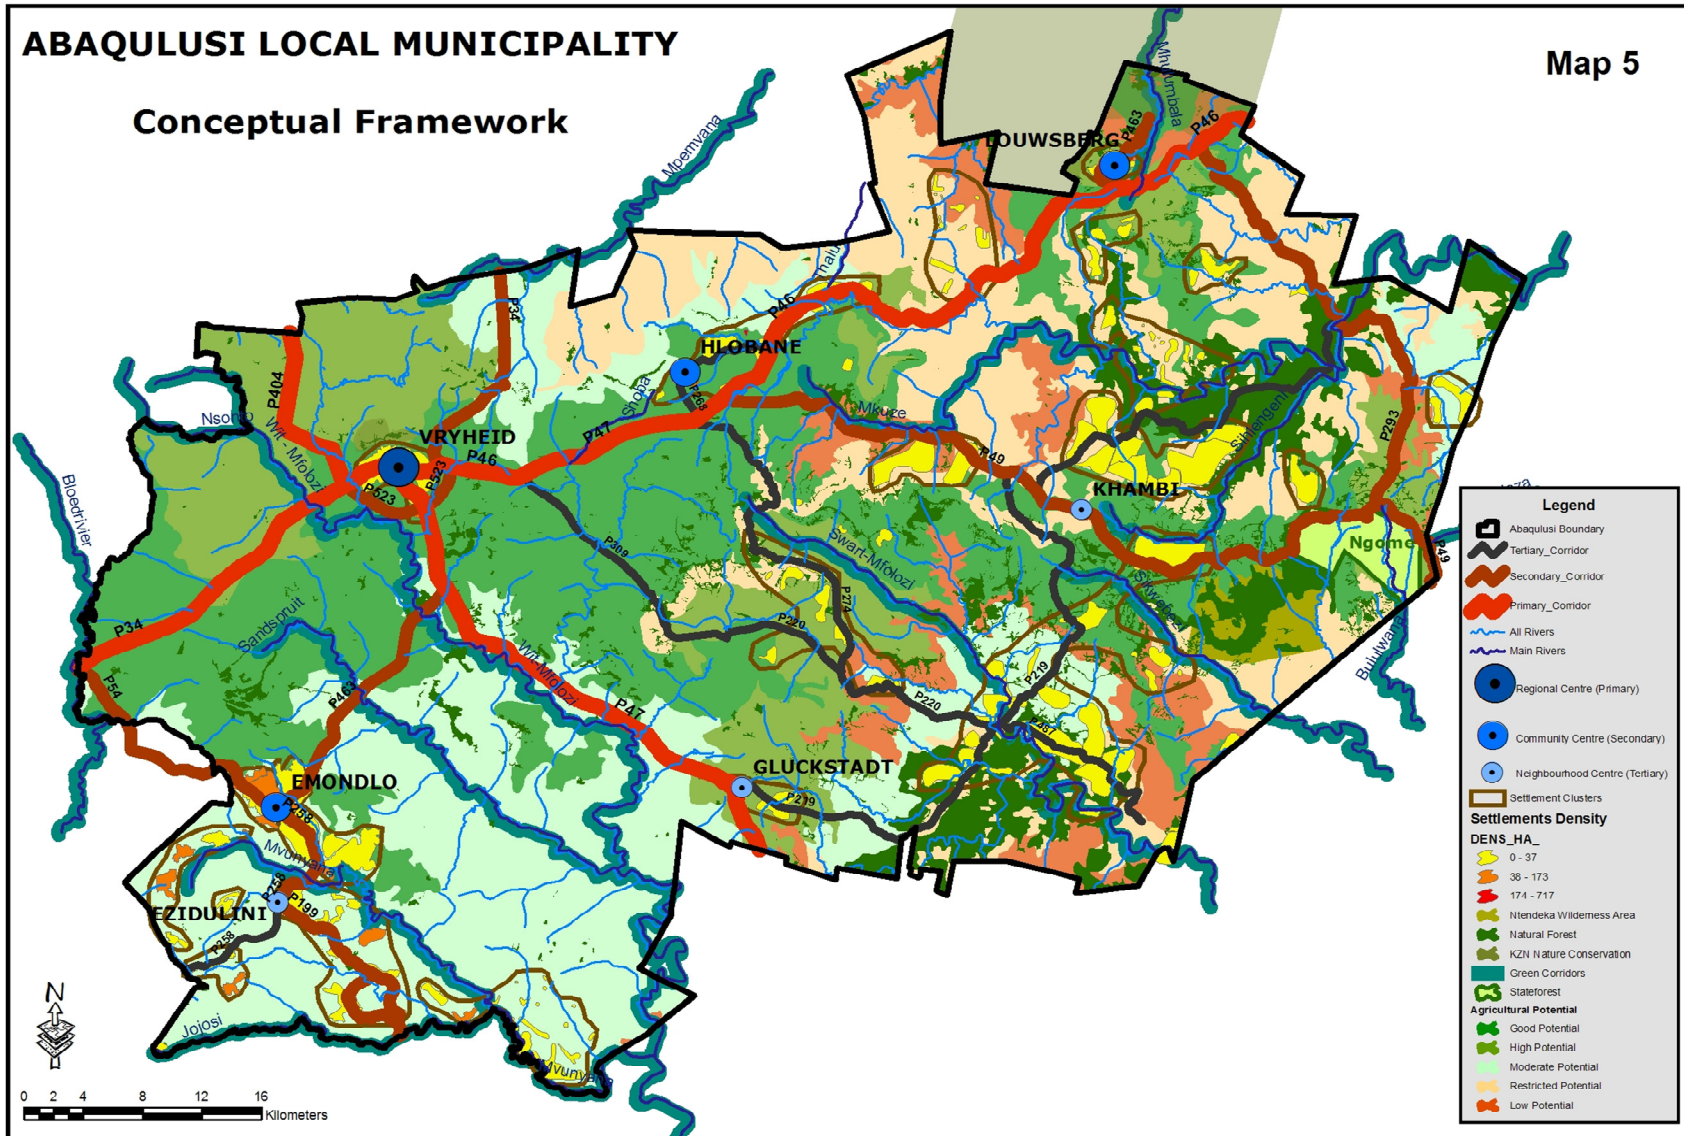 ABAQULUSI LOCAL MUNICIPALITY
Conceptual Framework
Map 5
Mpemvana
Mhulumbela
P463
P46
LOUWSBERG
P34
P46
HLOBANE
P404
Shoba
P268
Nsonto
Wit - Mfolozi
VRYHEID
P46
P47
Mkuze
P293
Sihlengeni
P523
P523
P49
KHAMBI
Bloedrivier
Ngome
P49
P309
Swart-Mfolozi
Sikwebezi
P274
Sandspruit
P34
P220
Bululwana
P54
P463
Wit-Mfolozi
P47
P219
P220
P287
GLUCKSTADT
P219
EMONDLO
P258
Mvunyana
P258
P199
EZIDULINI
P258
Jojosi
Mvunyana
N
0 2 4 8 12 16
Kilometers
Legend
Abaqulusi Boundary
Tertiary_Corridor
Secondary_Corridor
Primary_Corridor
All Rivers
Main Rivers
Regional Centre (Primary)
Community Centre (Secondary)
Neighbourhood Centre (Tertiary)
Settlement Clusters
Settlements Density
DENS_HA_
0 - 37
38 - 173
174 - 717
Ntendeka Wilderness Area
Natural Forest
KZN Nature Conservation
Green Corridors
Stateforest
Agricultural Potential
Good Potential
High Potential
Moderate Potential
Restricted Potential
Low Potential